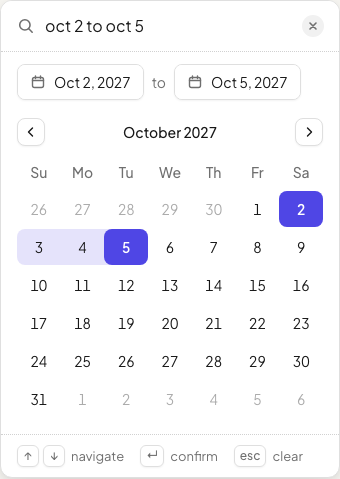 oct 2 to oct 5
Oct 2, 2027 to Oct 5, 2027
October 2027
Su Mo Tu We Th Fr Sa
26 27 28 29 30 1 2
3 4 5 6 7 8 9
10 11 12 13 14 15 16
17 18 19 20 21 22 23
24 25 26 27 28 29 30
31 1 2 3 4 5 6
↑ ↓ navigate ↵ confirm esc clear